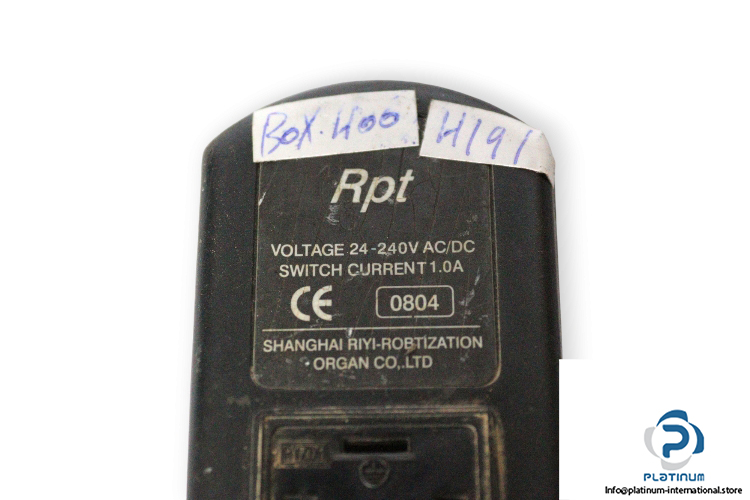 BOX.400
H191
Rpt
VOLTAGE 24-240V AC/DC
SWITCH CURRENT 1.0A
CE 0804
SHANGHAI RIYI-ROBTIZATION
ORGAN CO,.LTD
PLATINUM
Info@platinum-international.store